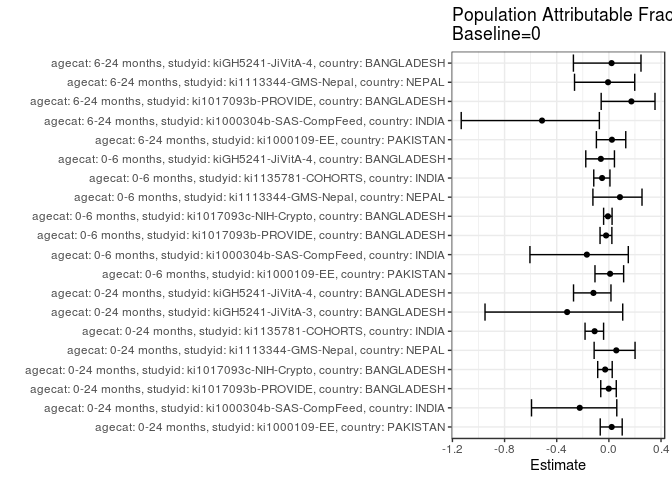 Population Attributable Frac
Baseline=0
agecat: 6-24 months, studyid: kiGH5241-JiVitA-4, country: BANGLADESH
agecat: 6-24 months, studyid: ki1113344-GMS-Nepal, country: NEPAL
agecat: 6-24 months, studyid: ki1017093b-PROVIDE, country: BANGLADESH
agecat: 6-24 months, studyid: ki1000304b-SAS-CompFeed, country: INDIA
agecat: 6-24 months, studyid: ki1000109-EE, country: PAKISTAN
agecat: 0-6 months, studyid: kiGH5241-JiVitA-4, country: BANGLADESH
agecat: 0-6 months, studyid: ki1135781-COHORTS, country: INDIA
agecat: 0-6 months, studyid: ki1113344-GMS-Nepal, country: NEPAL
agecat: 0-6 months, studyid: ki1017093c-NIH-Crypto, country: BANGLADESH
agecat: 0-6 months, studyid: ki1017093b-PROVIDE, country: BANGLADESH
agecat: 0-6 months, studyid: ki1000304b-SAS-CompFeed, country: INDIA
agecat: 0-6 months, studyid: ki1000109-EE, country: PAKISTAN
agecat: 0-24 months, studyid: kiGH5241-JiVitA-4, country: BANGLADESH
agecat: 0-24 months, studyid: kiGH5241-JiVitA-3, country: BANGLADESH
agecat: 0-24 months, studyid: ki1135781-COHORTS, country: INDIA
agecat: 0-24 months, studyid: ki1113344-GMS-Nepal, country: NEPAL
agecat: 0-24 months, studyid: ki1017093c-NIH-Crypto, country: BANGLADESH
agecat: 0-24 months, studyid: ki1017093b-PROVIDE, country: BANGLADESH
agecat: 0-24 months, studyid: ki1000304b-SAS-CompFeed, country: INDIA
agecat: 0-24 months, studyid: ki1000109-EE, country: PAKISTAN
-1.2 -0.8 -0.4 0.0 0.4
Estimate